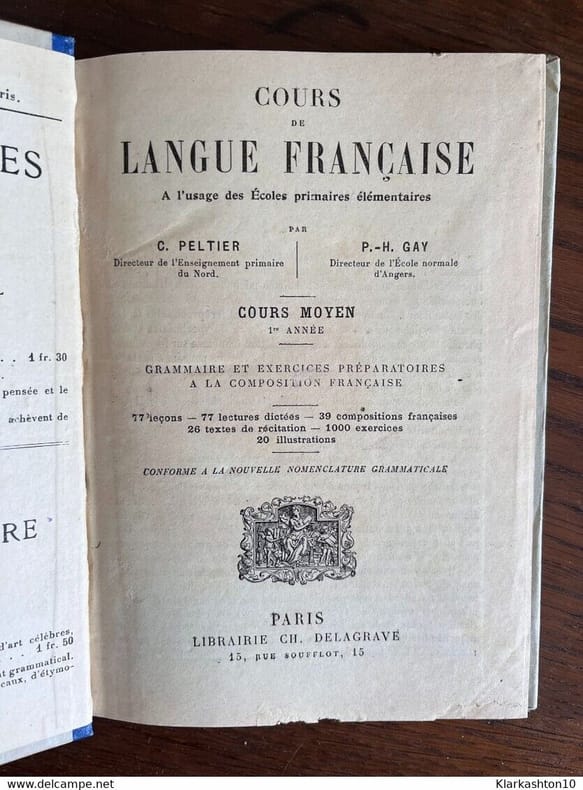 ris.
ES
. . 1 fr. 30
pensée et le
achèvent de
RE
d'art célèbres,
. . . 1 fr. 50
t grammatical.
caux, d'étymo-
COURS
DE
LANGUE FRANÇAISE
A l'usage des Écoles primaires élémentaires
PAR
C. PELTIER
Directeur de l'Enseignement primaire
du Nord.
P.-H. GAY
Directeur de l'École normale
d'Angers.
COURS MOYEN
1re ANNÉE
GRAMMAIRE ET EXERCICES PRÉPARATOIRES
A LA COMPOSITION FRANÇAISE
77 leçons — 77 lectures dictées — 39 compositions françaises
26 textes de récitation — 1000 exercices
20 illustrations
CONFORME A LA NOUVELLE NOMENCLATURE GRAMMATICALE
PARIS
LIBRAIRIE CH. DELAGRAVE
15, RUE SOUFFLOT, 15
www.delcampe.net
Klarkashton10